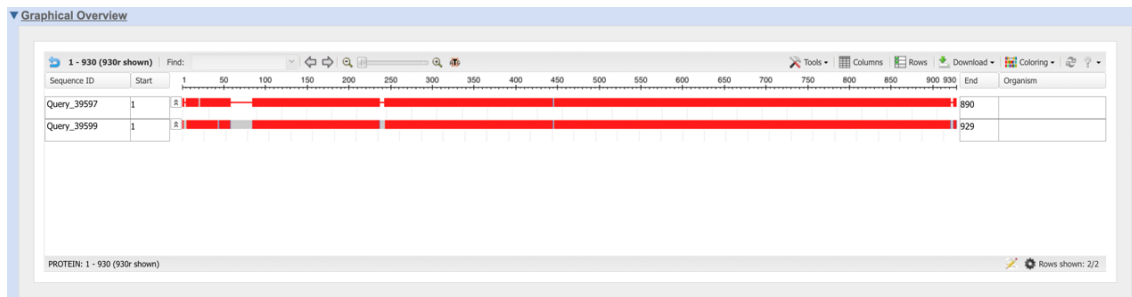 Graphical Overview
1 - 930 (930r shown) Find: Tools Columns Rows Download Coloring ?
Sequence ID Start 1 50 100 150 200 250 300 350 400 450 500 550 600 650 700 750 800 850 900 930 End Organism
Query_39597 1 890
Query_39599 1 929
PROTEIN: 1 - 930 (930r shown) Rows shown: 2/2